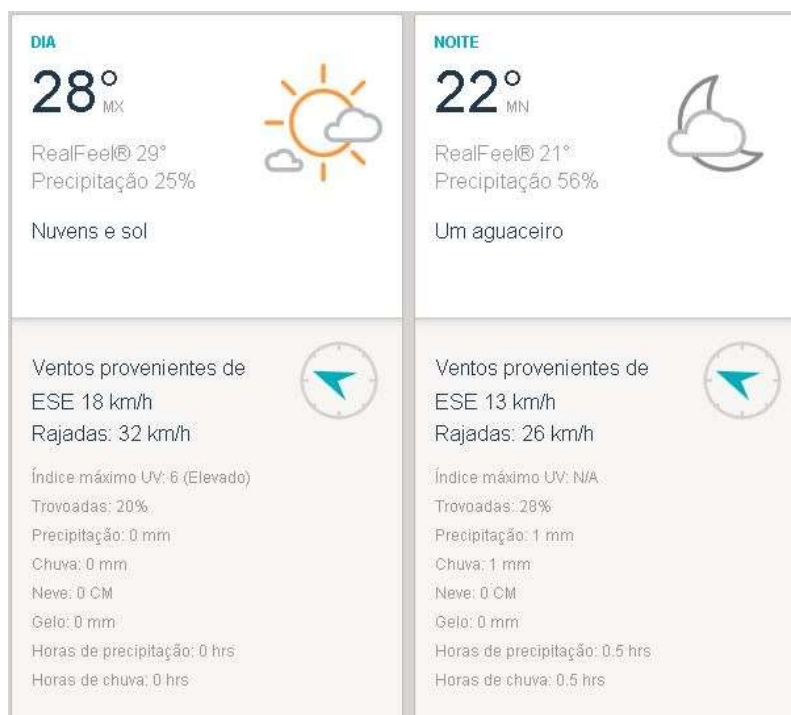 DIA
28° MX
RealFeel® 29°
Precipitação 25%
Nuvens e sol
Ventos provenientes de
ESE 18 km/h
Rajadas: 32 km/h
Índice máximo UV: 6 (Elevado)
Trovoadas: 20%
Precipitação: 0 mm
Chuva: 0 mm
Neve: 0 CM
Gelo: 0 mm
Horas de precipitação: 0 hrs
Horas de chuva: 0 hrs
NOITE
22° MN
RealFeel® 21°
Precipitação 56%
Um aguaceiro
Ventos provenientes de
ESE 13 km/h
Rajadas: 26 km/h
Índice máximo UV: N/A
Trovoadas: 28%
Precipitação: 1 mm
Chuva: 1 mm
Neve: 0 CM
Gelo: 0 mm
Horas de precipitação: 0.5 hrs
Horas de chuva: 0.5 hrs